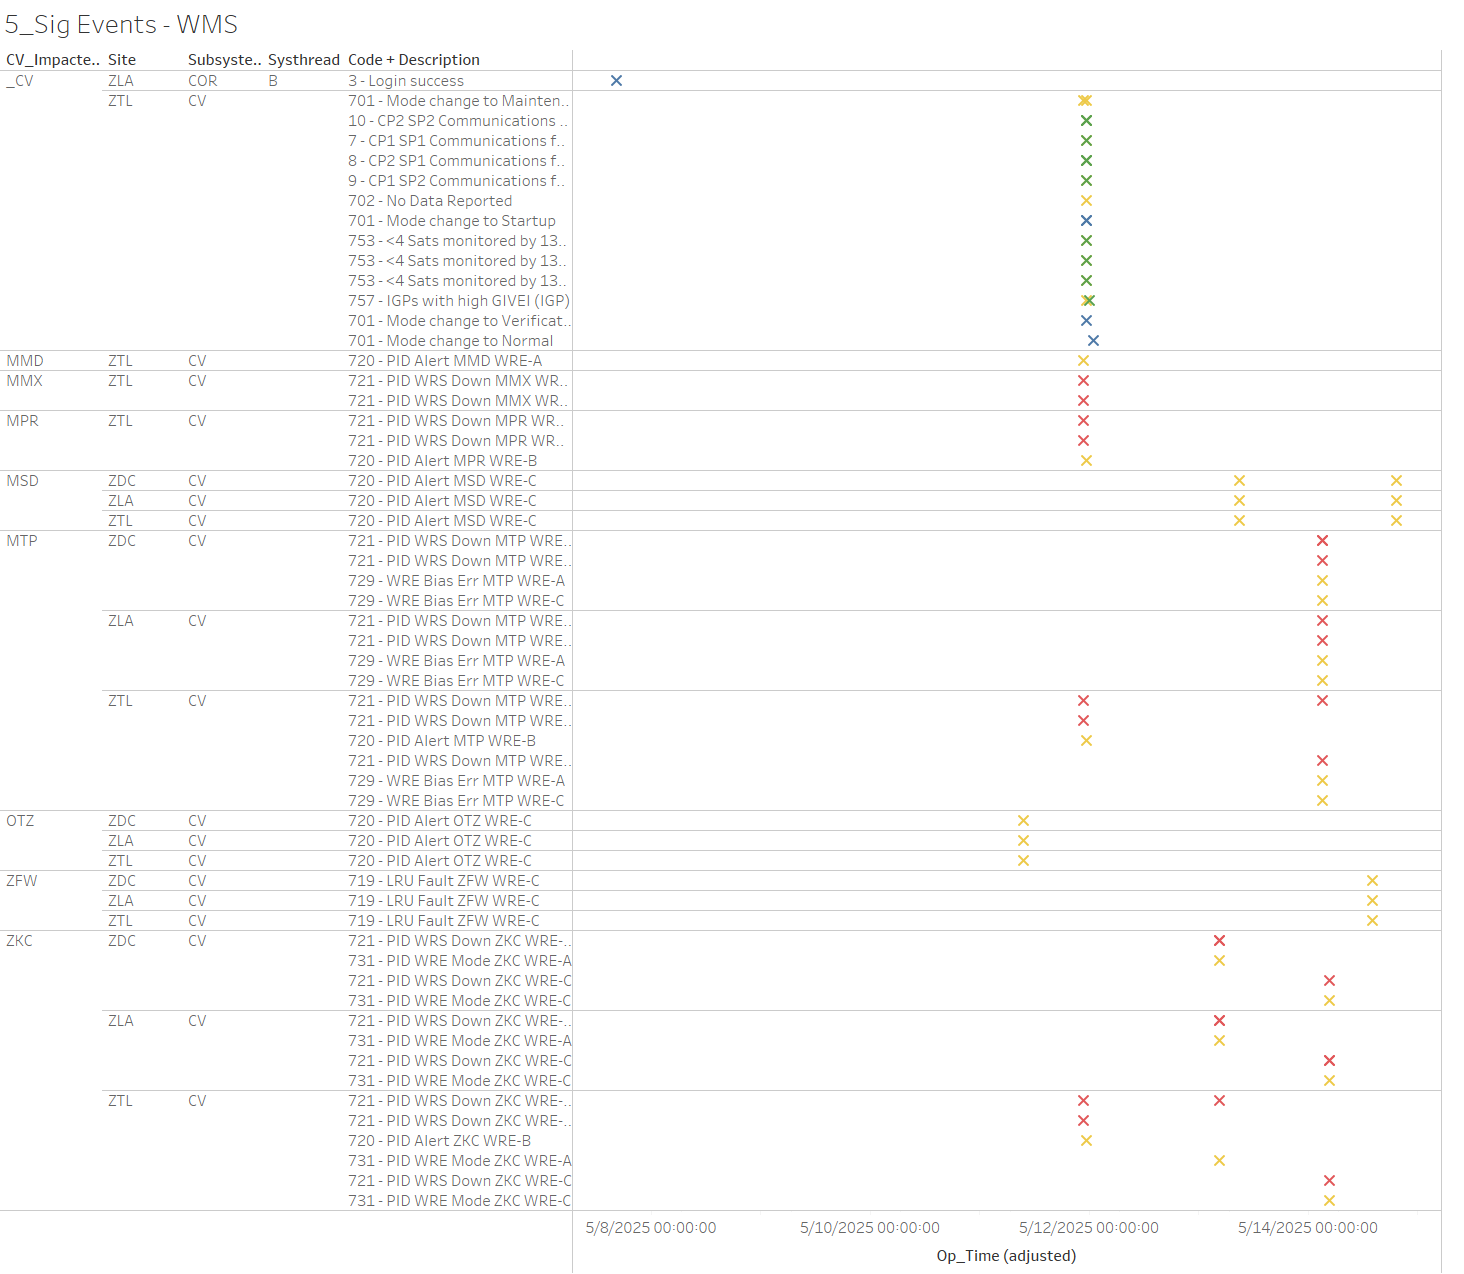 5_Sig Events - WMS
CV_Impacte.. Site Subsyste.. Systhread Code + Description
_CV ZLA COR B 3 - Login success
ZTL CV 701 - Mode change to Mainten..
10 - CP2 SP2 Communications ..
7 - CP1 SP1 Communications f..
8 - CP2 SP1 Communications f..
9 - CP1 SP2 Communications f..
702 - No Data Reported
701 - Mode change to Startup
753 - <4 Sats monitored by 13..
753 - <4 Sats monitored by 13..
753 - <4 Sats monitored by 13..
757 - IGPs with high GIVEI (IGP)
701 - Mode change to Verificat..
701 - Mode change to Normal
MMD ZTL CV 720 - PID Alert MMD WRE-A
MMX ZTL CV 721 - PID WRS Down MMX WR..
721 - PID WRS Down MMX WR..
MPR ZTL CV 721 - PID WRS Down MPR WR..
721 - PID WRS Down MPR WR..
720 - PID Alert MPR WRE-B
MSD ZDC CV 720 - PID Alert MSD WRE-C
ZLA CV 720 - PID Alert MSD WRE-C
ZTL CV 720 - PID Alert MSD WRE-C
MTP ZDC CV 721 - PID WRS Down MTP WRE..
721 - PID WRS Down MTP WRE..
729 - WRE Bias Err MTP WRE-A
729 - WRE Bias Err MTP WRE-C
ZLA CV 721 - PID WRS Down MTP WRE..
721 - PID WRS Down MTP WRE..
729 - WRE Bias Err MTP WRE-A
729 - WRE Bias Err MTP WRE-C
ZTL CV 721 - PID WRS Down MTP WRE..
721 - PID WRS Down MTP WRE..
720 - PID Alert MTP WRE-B
721 - PID WRS Down MTP WRE..
729 - WRE Bias Err MTP WRE-A
729 - WRE Bias Err MTP WRE-C
OTZ ZDC CV 720 - PID Alert OTZ WRE-C
ZLA CV 720 - PID Alert OTZ WRE-C
ZTL CV 720 - PID Alert OTZ WRE-C
ZFW ZDC CV 719 - LRU Fault ZFW WRE-C
ZLA CV 719 - LRU Fault ZFW WRE-C
ZTL CV 719 - LRU Fault ZFW WRE-C
ZKC ZDC CV 721 - PID WRS Down ZKC WRE-..
731 - PID WRE Mode ZKC WRE-A
721 - PID WRS Down ZKC WRE-C
731 - PID WRE Mode ZKC WRE-C
ZLA CV 721 - PID WRS Down ZKC WRE-..
731 - PID WRE Mode ZKC WRE-A
721 - PID WRS Down ZKC WRE-C
731 - PID WRE Mode ZKC WRE-C
ZTL CV 721 - PID WRS Down ZKC WRE-..
721 - PID WRS Down ZKC WRE-..
720 - PID Alert ZKC WRE-B
731 - PID WRE Mode ZKC WRE-A
721 - PID WRS Down ZKC WRE-C
731 - PID WRE Mode ZKC WRE-C
5/8/2025 00:00:00 5/10/2025 00:00:00 5/12/2025 00:00:00 5/14/2025 00:00:00
Op_Time (adjusted)